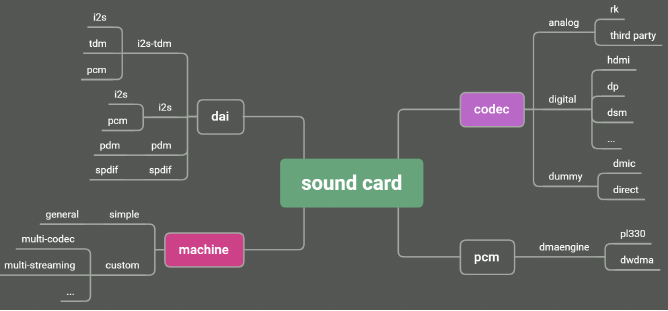 sound card
dai
i2s-tdm
i2s
tdm
pcm
i2s
i2s
pcm
pdm
pdm
spdif
spdif
machine
simple
general
custom
multi-codec
multi-streaming
...
codec
analog
rk
third party
digital
hdmi
dp
dsm
...
dummy
dmic
direct
pcm
dmaengine
pl330
dwdma